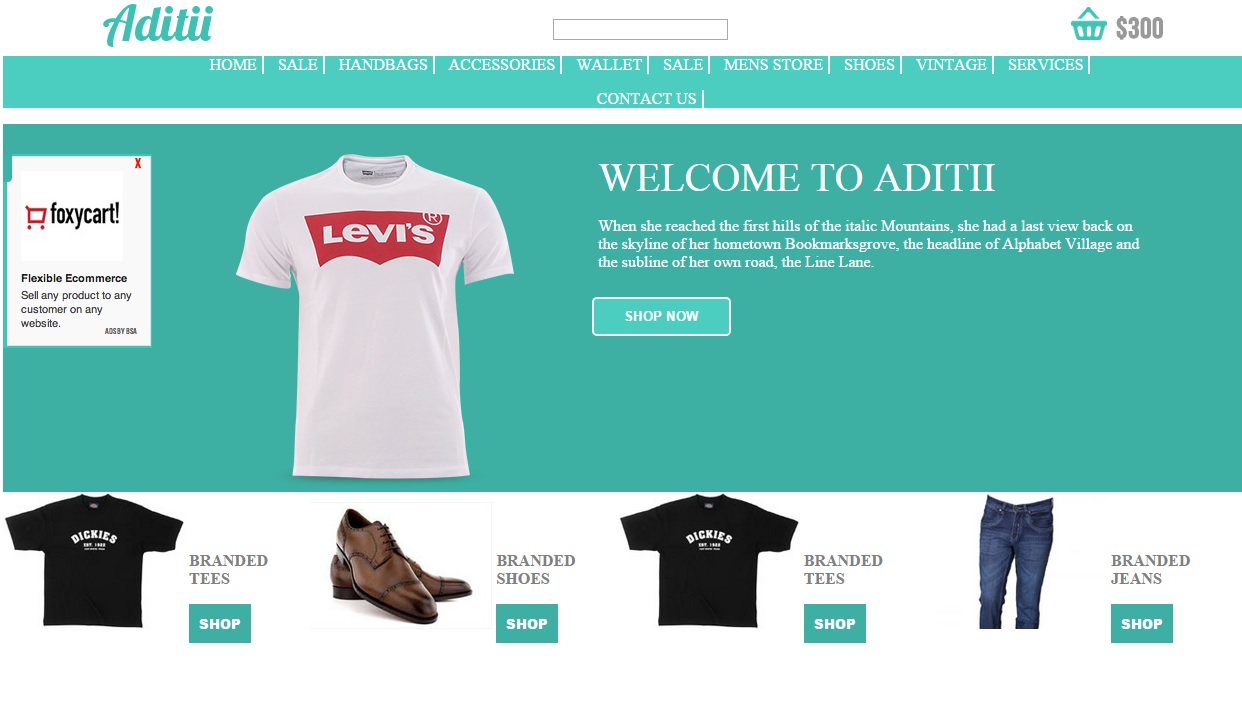 Aditii
$300
HOME SALE HANDBAGS ACCESSORIES WALLET SALE MENS STORE SHOES VINTAGE SERVICES
CONTACT US
X
foxycart!
Flexible Ecommerce
Sell any product to any
customer on any
website.
ADS BY BSA
LEVI'S®
WELCOME TO ADITII
When she reached the first hills of the italic Mountains, she had a last view back on
the skyline of her hometown Bookmarksgrove, the headline of Alphabet Village and
the subline of her own road, the Line Lane.
SHOP NOW
DICKIES
EST. 1922
BRANDED
TEES
SHOP
BRANDED
SHOES
SHOP
DICKIES
EST. 1922
BRANDED
TEES
SHOP
BRANDED
JEANS
SHOP